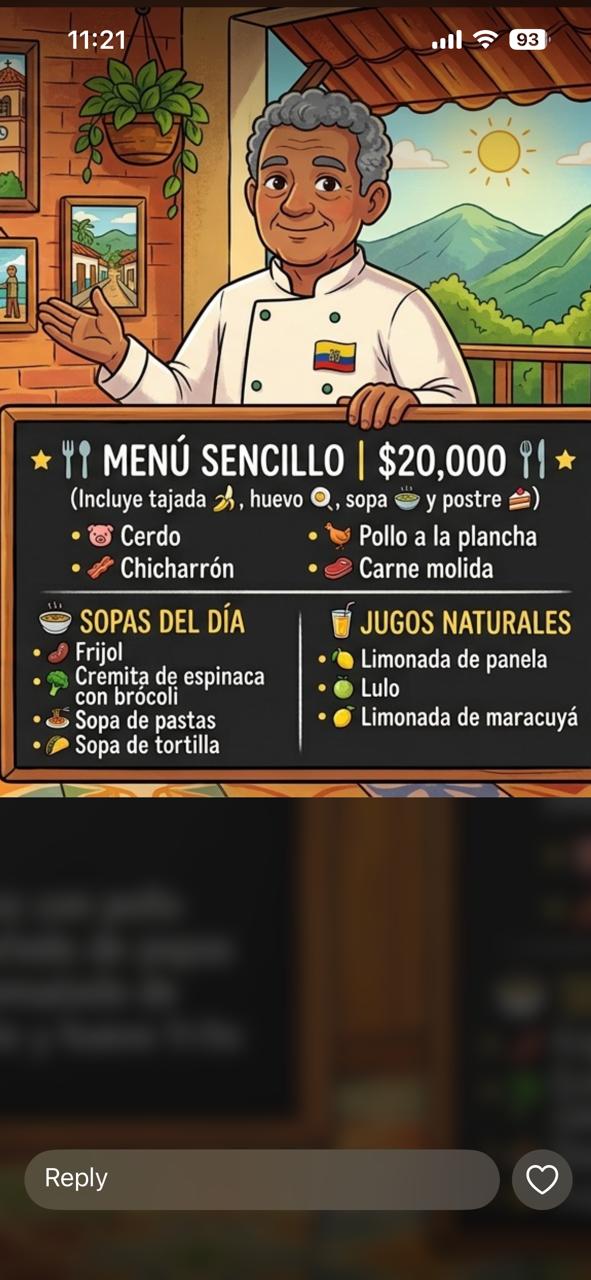 11:21
93
MENÚ SENCILLO | $20,000
(Incluye tajada 🍌, huevo 🍳, sopa 🍲 y postre 🍰)
• Cerdo
• Chicharrón
• Pollo a la plancha
• Carne molida
SOPAS DEL DÍA
• Frijol
• Cremita de espinaca
con brócoli
• Sopa de pastas
• Sopa de tortilla
JUGOS NATURALES
• Limonada de panela
• Lulo
• Limonada de maracuyá
Reply